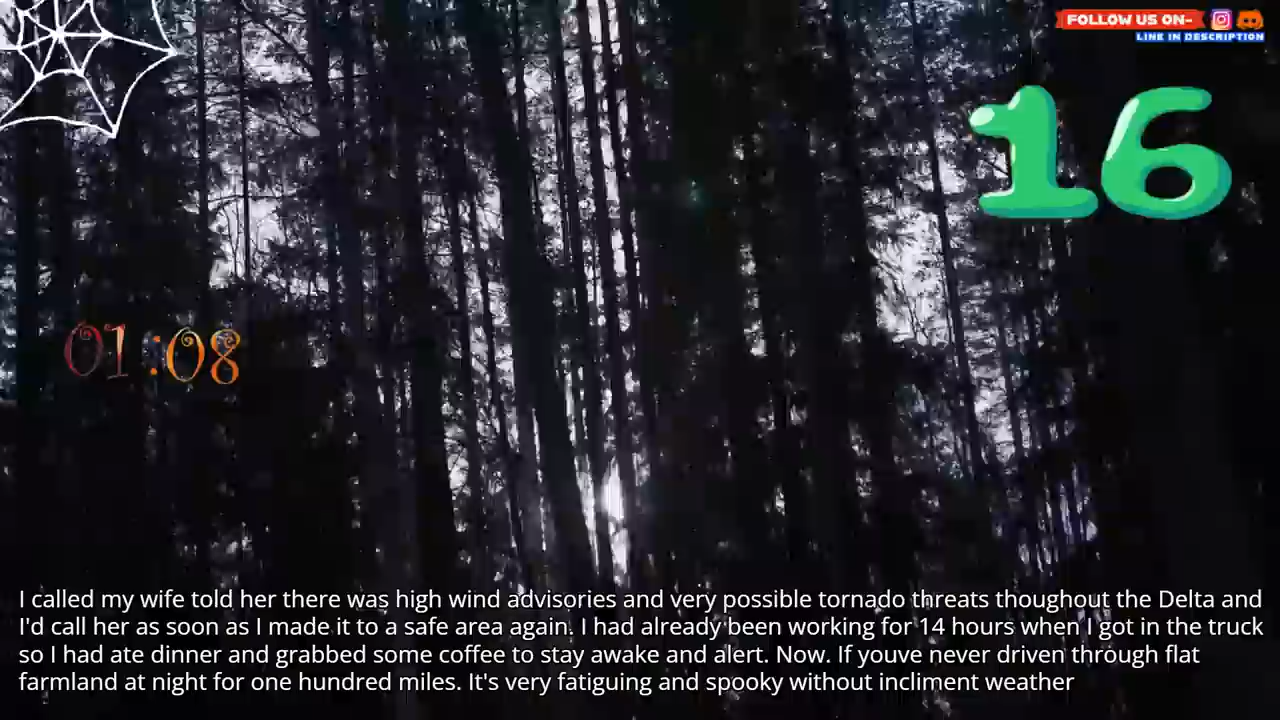 FOLLOW US ON-
LINK IN DESCRIPTION
16
01:08
I called my wife told her there was high wind advisories and very possible tornado threats thoughout the Delta and
I'd call her as soon as I made it to a safe area again. I had already been working for 14 hours when I got in the truck
so I had ate dinner and grabbed some coffee to stay awake and alert. Now. If youve never driven through flat
farmland at night for one hundred miles. It's very fatiguing and spooky without incliment weather